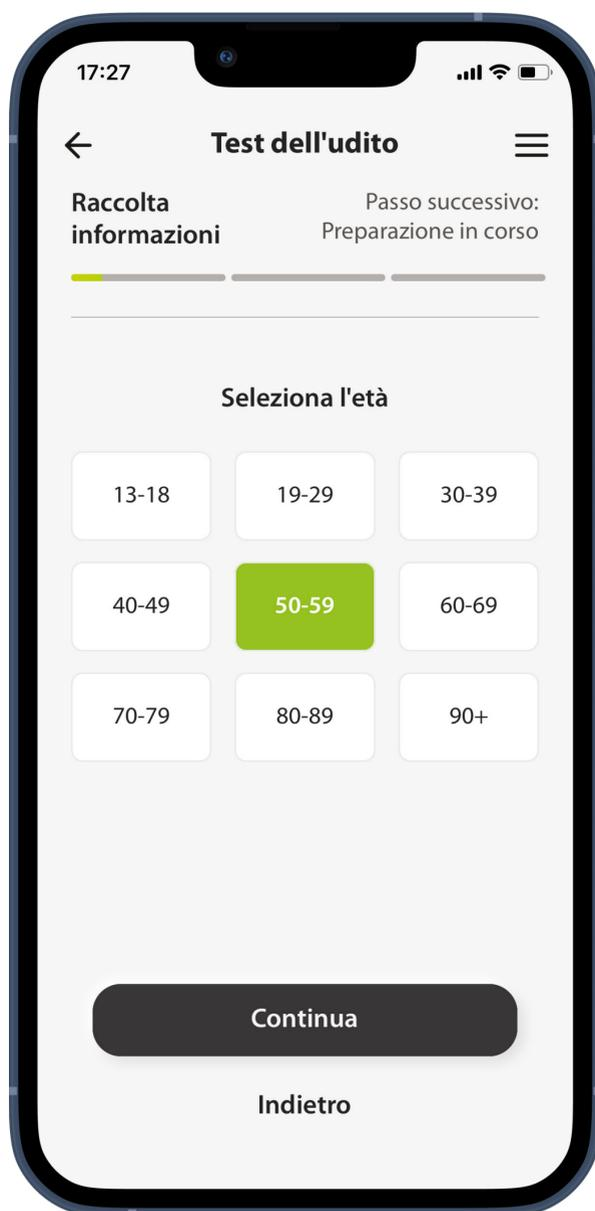 17:27
Test dell'udito
Raccolta
informazioni
Passo successivo:
Preparazione in corso
Seleziona l'età
13-18
19-29
30-39
40-49
50-59
60-69
70-79
80-89
90+
Continua
Indietro